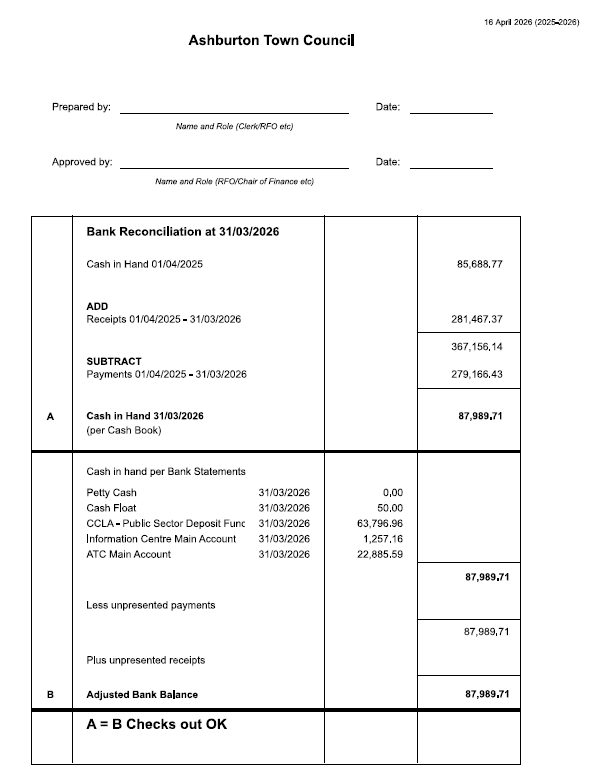 16 April 2026 (2025-2026)
Ashburton Town Council
Prepared by: Date:
Name and Role (Clerk/RFO etc)
Approved by: Date:
Name and Role (RFO/Chair of Finance etc)
Bank Reconciliation at 31/03/2026
Cash in Hand 01/04/2025 85,688.77
ADD
Receipts 01/04/2025 - 31/03/2026 281,467.37
367,156.14
SUBTRACT
Payments 01/04/2025 - 31/03/2026 279,166.43
A Cash in Hand 31/03/2026 87,989.71
(per Cash Book)
Cash in hand per Bank Statements
Petty Cash 31/03/2026 0.00
Cash Float 31/03/2026 50.00
CCLA - Public Sector Deposit Func 31/03/2026 63,796.96
Information Centre Main Account 31/03/2026 1,257.16
ATC Main Account 31/03/2026 22,885.59
87,989.71
Less unpresented payments
87,989.71
Plus unpresented receipts
B Adjusted Bank Balance 87,989.71
A = B Checks out OK